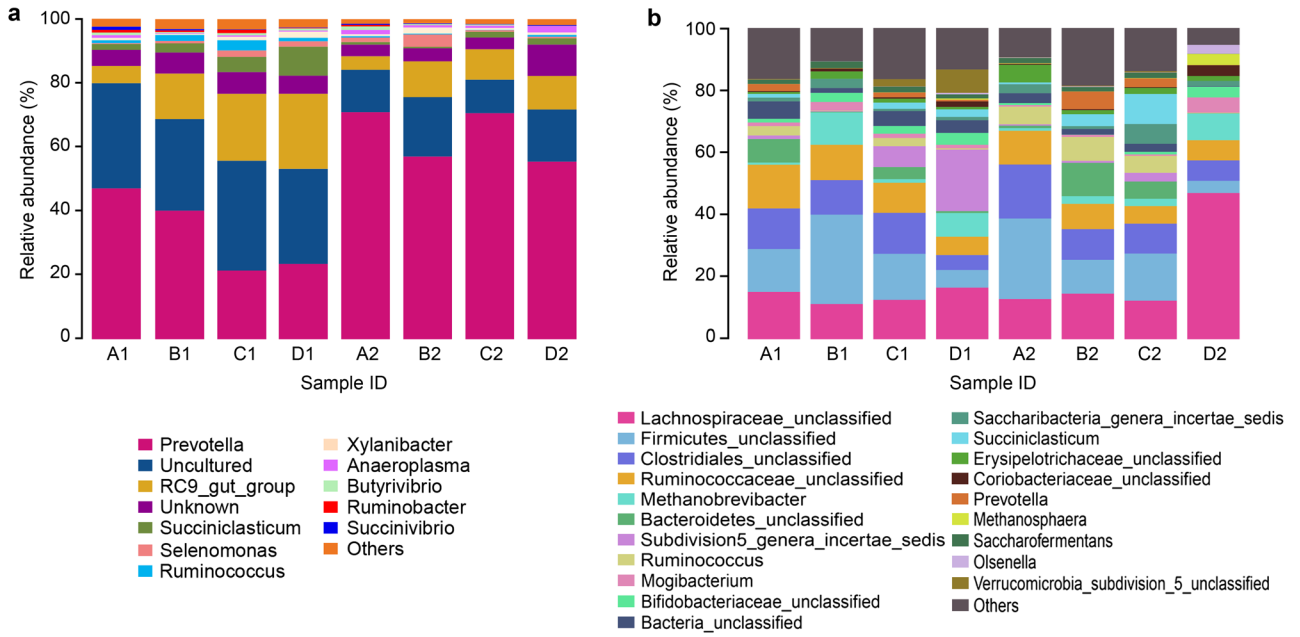 a
Relative abundance (%)
100
80
60
40
20
0
A1 B1 C1 D1 A2 B2 C2 D2
Sample ID
Prevotella
Uncultured
RC9_gut_group
Unknown
Succiniclasticum
Selenomonas
Ruminococcus
Xylanibacter
Anaeroplasma
Butyrivibrio
Ruminobacter
Succinivibrio
Others
b
Relative abundance (%)
100
80
60
40
20
0
A1 B1 C1 D1 A2 B2 C2 D2
Sample ID
Lachnospiraceae_unclassified
Firmicutes_unclassified
Clostridiales_unclassified
Ruminococcaceae_unclassified
Methanobrevibacter
Bacteroidetes_unclassified
Subdivision5_genera_incertae_sedis
Ruminococcus
Mogibacterium
Bifidobacteriaceae_unclassified
Bacteria_unclassified
Saccharibacteria_genera_incertae_sedis
Succiniclasticum
Erysipelotrichaceae_unclassified
Coriobacteriaceae_unclassified
Prevotella
Methanosphaera
Saccharofermentans
Olsenella
Verrucomicrobia_subdivision_5_unclassified
Others